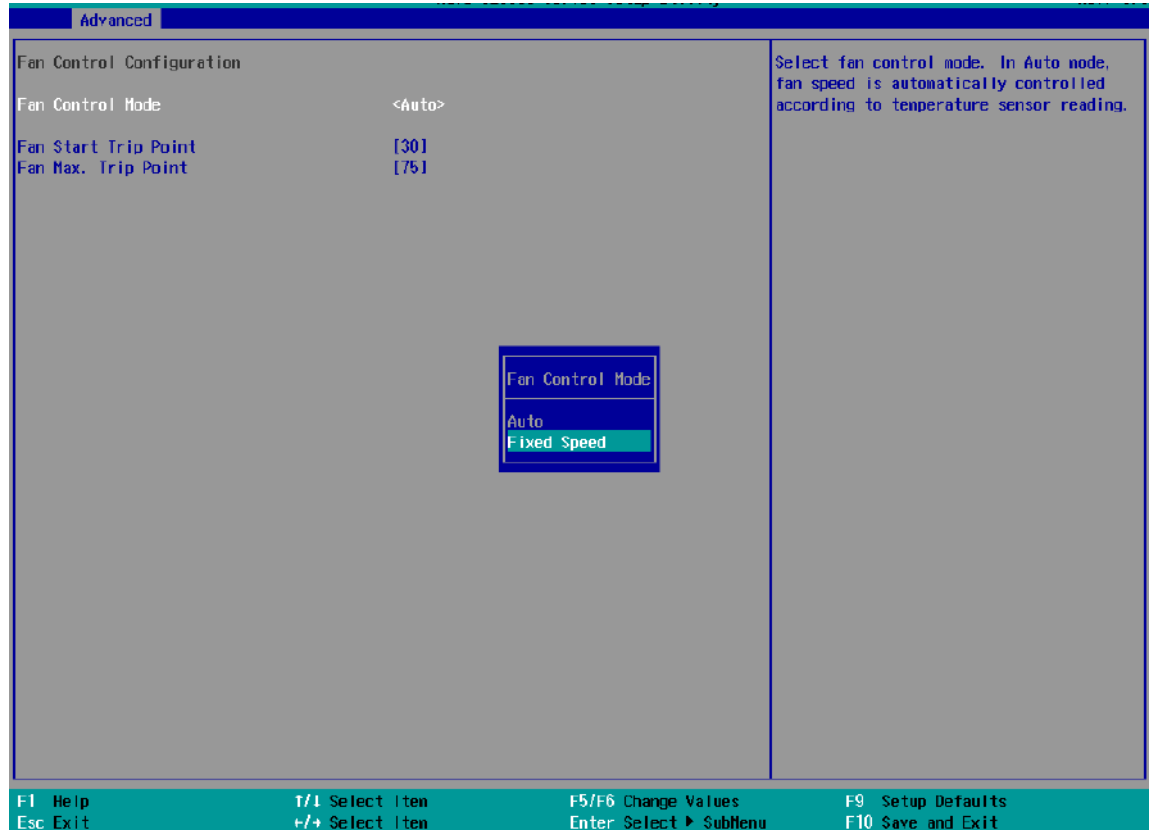 Advanced
Fan Control Configuration
Fan Control Mode <Auto>
Fan Start Trip Point [30]
Fan Max. Trip Point [75]
Select fan control mode. In Auto mode,
fan speed is automatically controlled
according to temperature sensor reading.
Fan Control Mode
Auto
Fixed Speed
F1 Help ↑/↓ Select Item F5/F6 Change Values F9 Setup Defaults
Esc Exit ←/→ Select Item Enter Select ▶ SubMenu F10 Save and Exit